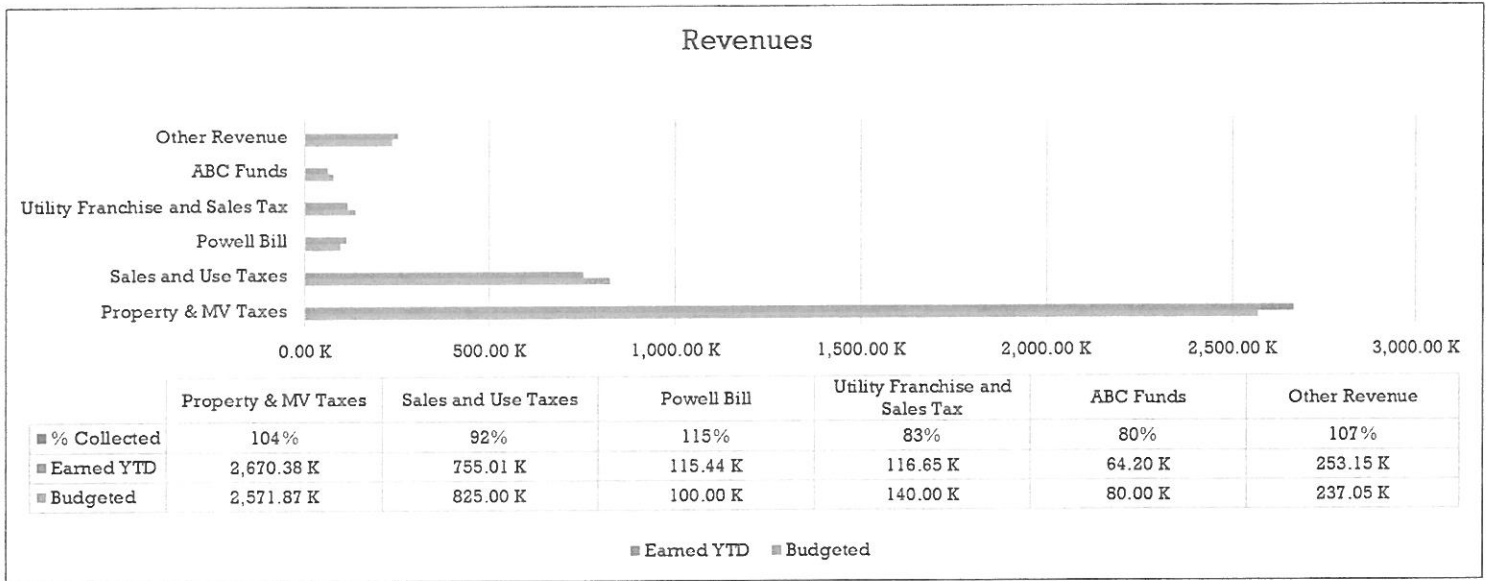 Revenues
Other Revenue
ABC Funds
Utility Franchise and Sales Tax
Powell Bill
Sales and Use Taxes
Property & MV Taxes
0.00 K 500.00 K 1,000.00 K 1,500.00 K 2,000.00 K 2,500.00 K 3,000.00 K
Property & MV Taxes Sales and Use Taxes Powell Bill Utility Franchise and Sales Tax ABC Funds Other Revenue
% Collected 104% 92% 115% 83% 80% 107%
Earned YTD 2,670.38 K 755.01 K 115.44 K 116.65 K 64.20 K 253.15 K
Budgeted 2,571.87 K 825.00 K 100.00 K 140.00 K 80.00 K 237.05 K
Earned YTD Budgeted